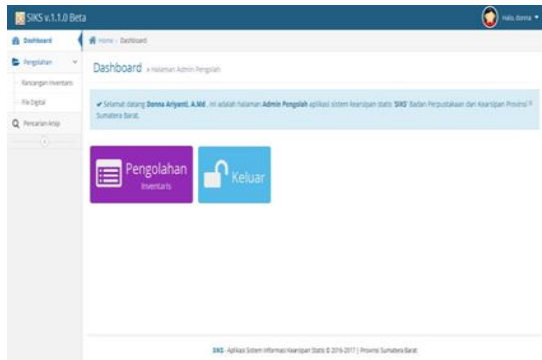 SIKS v.1.1.0 Beta
Halo, donna
Dashboard
Pengolahan
Rancangan Inventaris
File Digital
Pencarian Arsip
Home Dashboard
Dashboard » Halaman Admin Pengolah
Selamat datang Donna Ariyanti, A.Md , ini adalah halaman Admin Pengolah aplikasi sistem kearsipan statis 'SIKS' Badan Perpustakaan dan Kearsipan Provinsi
Sumatera Barat.
Pengolahan
Inventaris
Keluar
SIKS - Aplikasi Sistem Informasi Kearsipan Statis © 2016-2017 | Provinsi Sumatera Barat